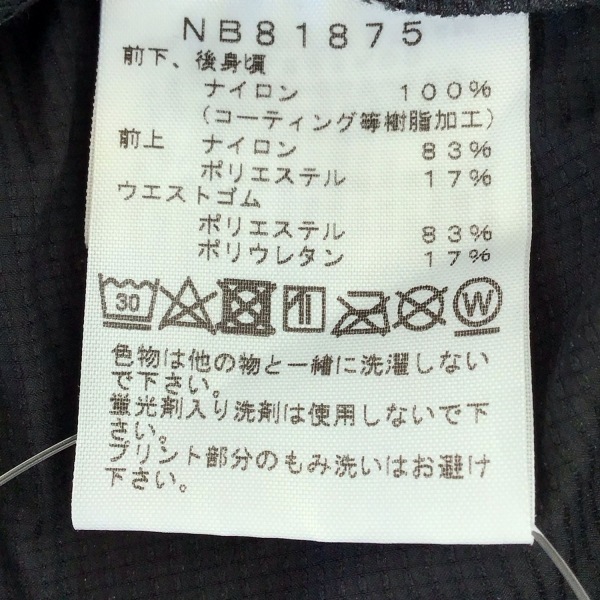 NB81875
前下、後身頃
ナイロン 100%
(コーティング等樹脂加工)
前上 ナイロン 83%
ポリエステル 17%
ウエストゴム
ポリエステル 83%
ポリウレタン 17%
30 W
色物は他の物と一緒に洗濯しない
で下さい。
蛍光剤入り洗剤は使用しないで下
さい。
プリント部分のもみ洗いはお避け
下さい。